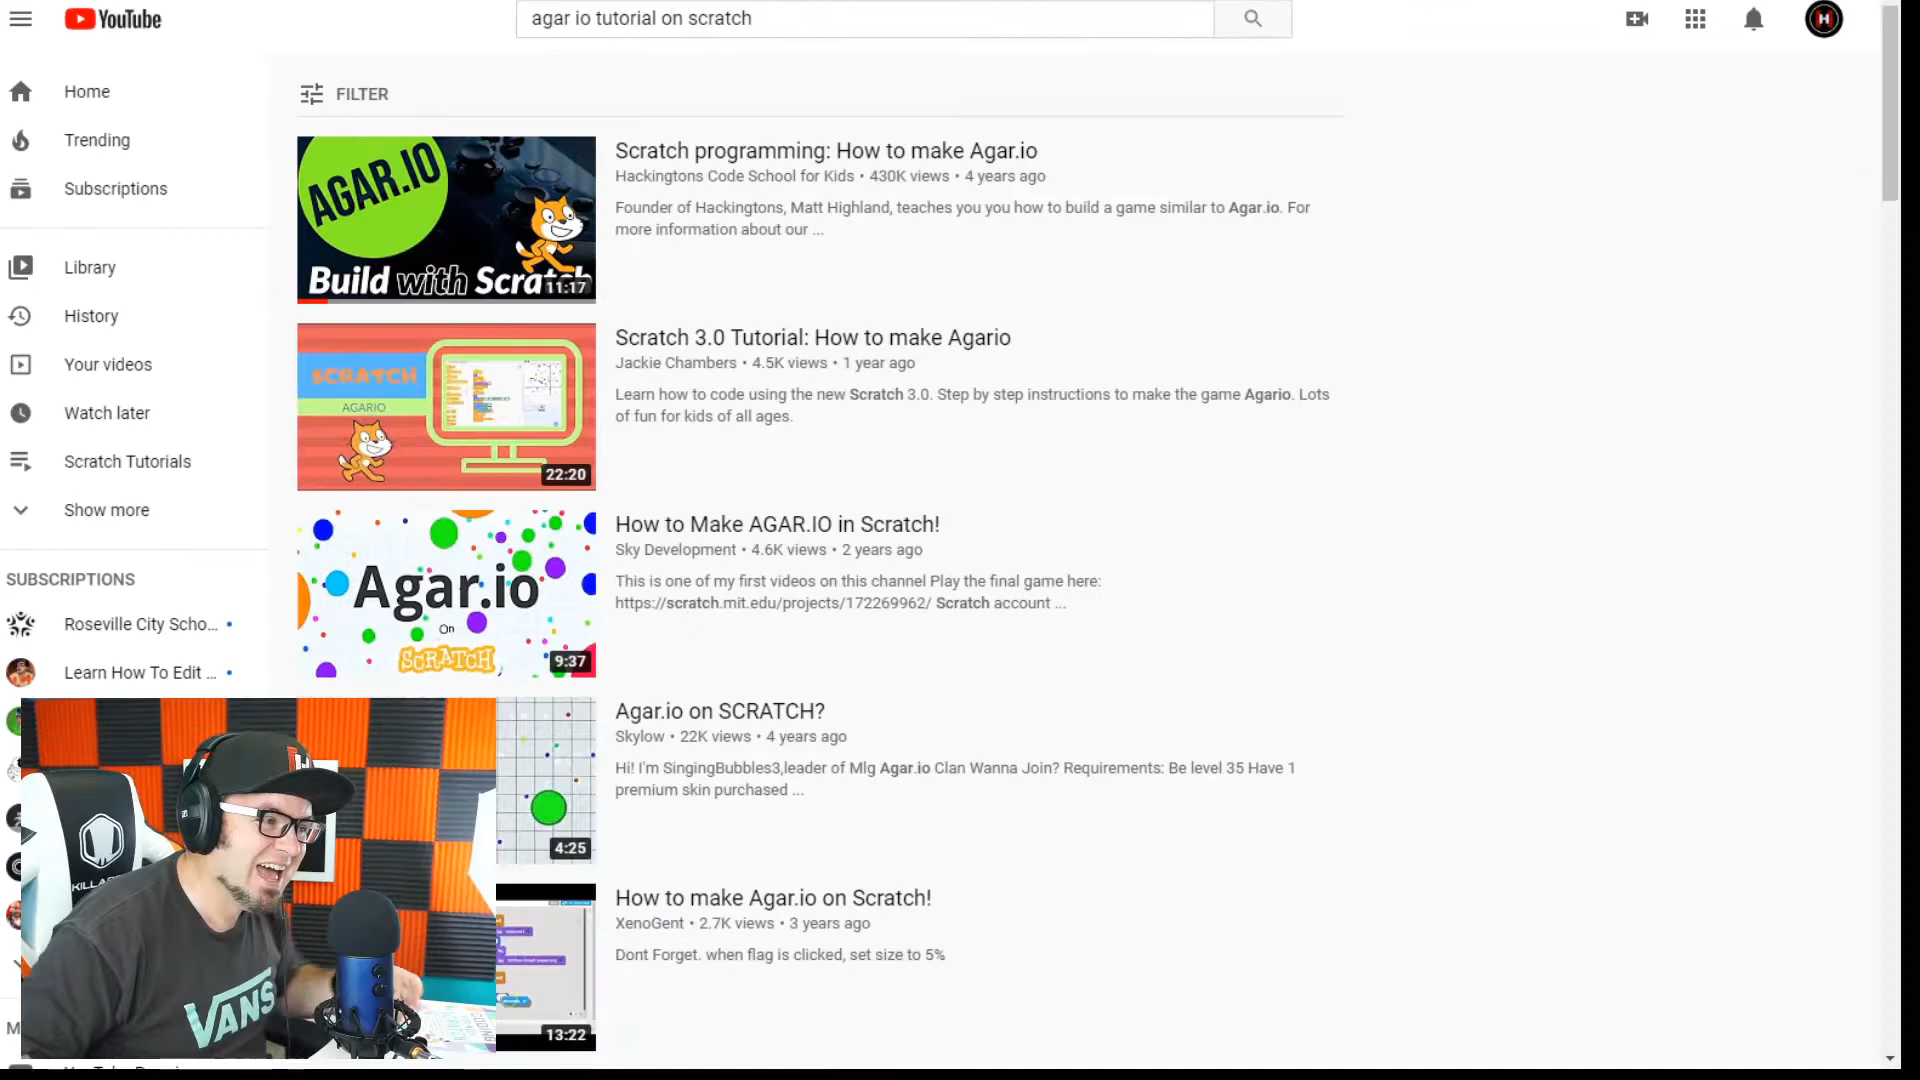 YouTube
agar io tutorial on scratch
Home
Trending
Subscriptions
Library
History
Your videos
Watch later
Scratch Tutorials
Show more
SUBSCRIPTIONS
Roseville City Scho...
Learn How To Edit ...
FILTER
AGAR.IO
Build with Scratch
11:17
Scratch programming: How to make Agar.io
Hackingtons Code School for Kids • 430K views • 4 years ago
Founder of Hackingtons, Matt Highland, teaches you you how to build a game similar to Agar.io. For
more information about our ...
SCRATCH
AGARIO
22:20
Scratch 3.0 Tutorial: How to make Agario
Jackie Chambers • 4.5K views • 1 year ago
Learn how to code using the new Scratch 3.0. Step by step instructions to make the game Agario. Lots
of fun for kids of all ages.
Agar.io
On
SCRATCH
9:37
How to Make AGAR.IO in Scratch!
Sky Development • 4.6K views • 2 years ago
This is one of my first videos on this channel Play the final game here:
https://scratch.mit.edu/projects/172269962/ Scratch account ...
4:25
Agar.io on SCRATCH?
Skylow • 22K views • 4 years ago
Hi! I'm SingingBubbles3,leader of Mlg Agar.io Clan Wanna Join? Requirements: Be level 35 Have 1
premium skin purchased ...
13:22
How to make Agar.io on Scratch!
XenoGent • 2.7K views • 3 years ago
Dont Forget. when flag is clicked, set size to 5%
H
VANS
M